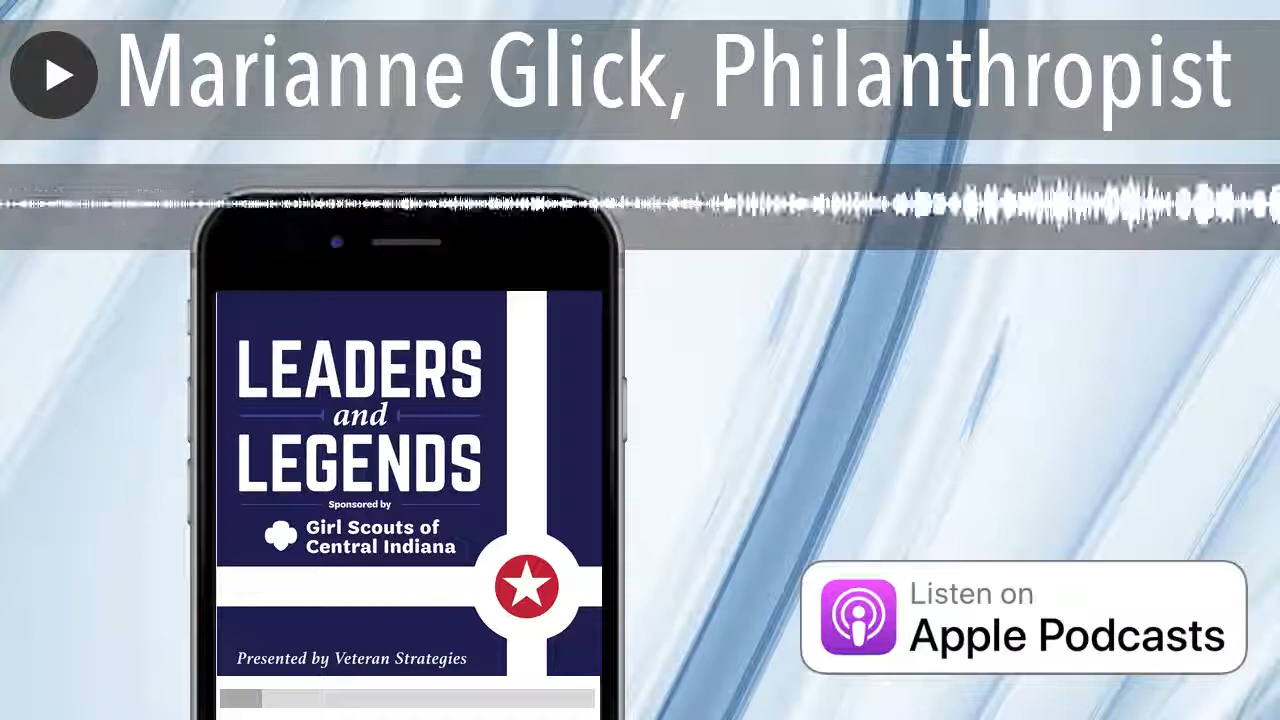 Marianne Glick, Philanthropist
LEADERS
and
LEGENDS
Sponsored by
Girl Scouts of
Central Indiana
Presented by Veteran Strategies
Listen on
Apple Podcasts